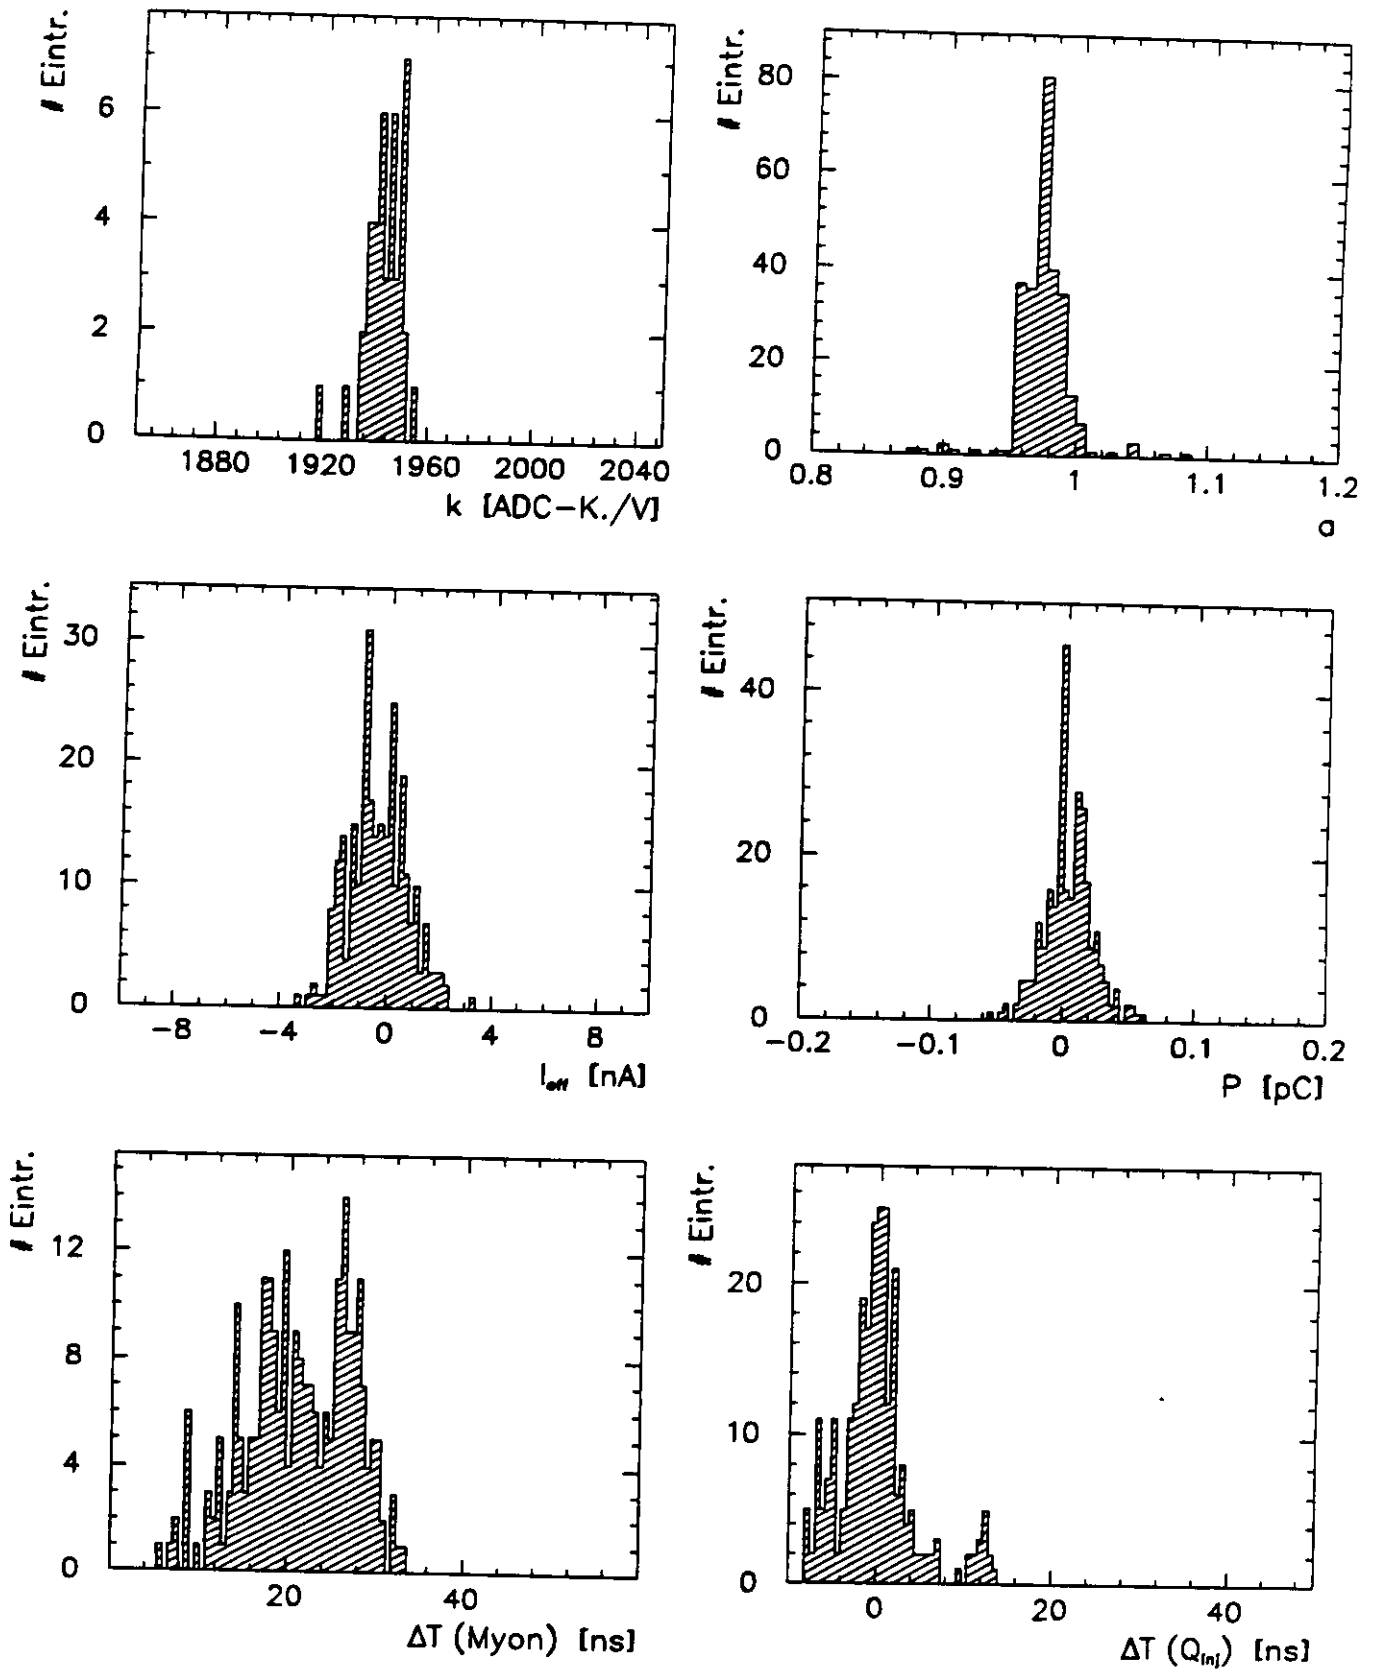 # Eintr.
6
4
2
0
1880 1920 1960 2000 2040
k [ADC-K./V]
# Eintr.
80
60
40
20
0
0.8 0.9 1 1.1 1.2
a
# Eintr.
30
20
10
0
-8 -4 0 4 8
I_off [nA]
# Eintr.
40
20
0
-0.2 -0.1 0 0.1 0.2
P [pC]
# Eintr.
12
8
4
0
20 40
ΔT (Myon) [ns]
# Eintr.
20
10
0
0 20 40
ΔT (Q_inj) [ns]